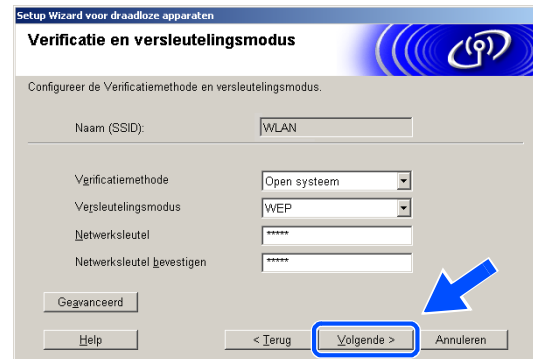 Setup Wizard voor draadloze apparaten
Verificatie en versleutelingsmodus
Configureer de Verificatiemethode en versleutelingsmodus.
Naam (SSID): WLAN
Verificatiemethode Open systeem
Versleutelingsmodus WEP
Netwerksleutel *****
Netwerksleutel bevestigen *****
Geavanceerd
Help < Terug Volgende > Annuleren